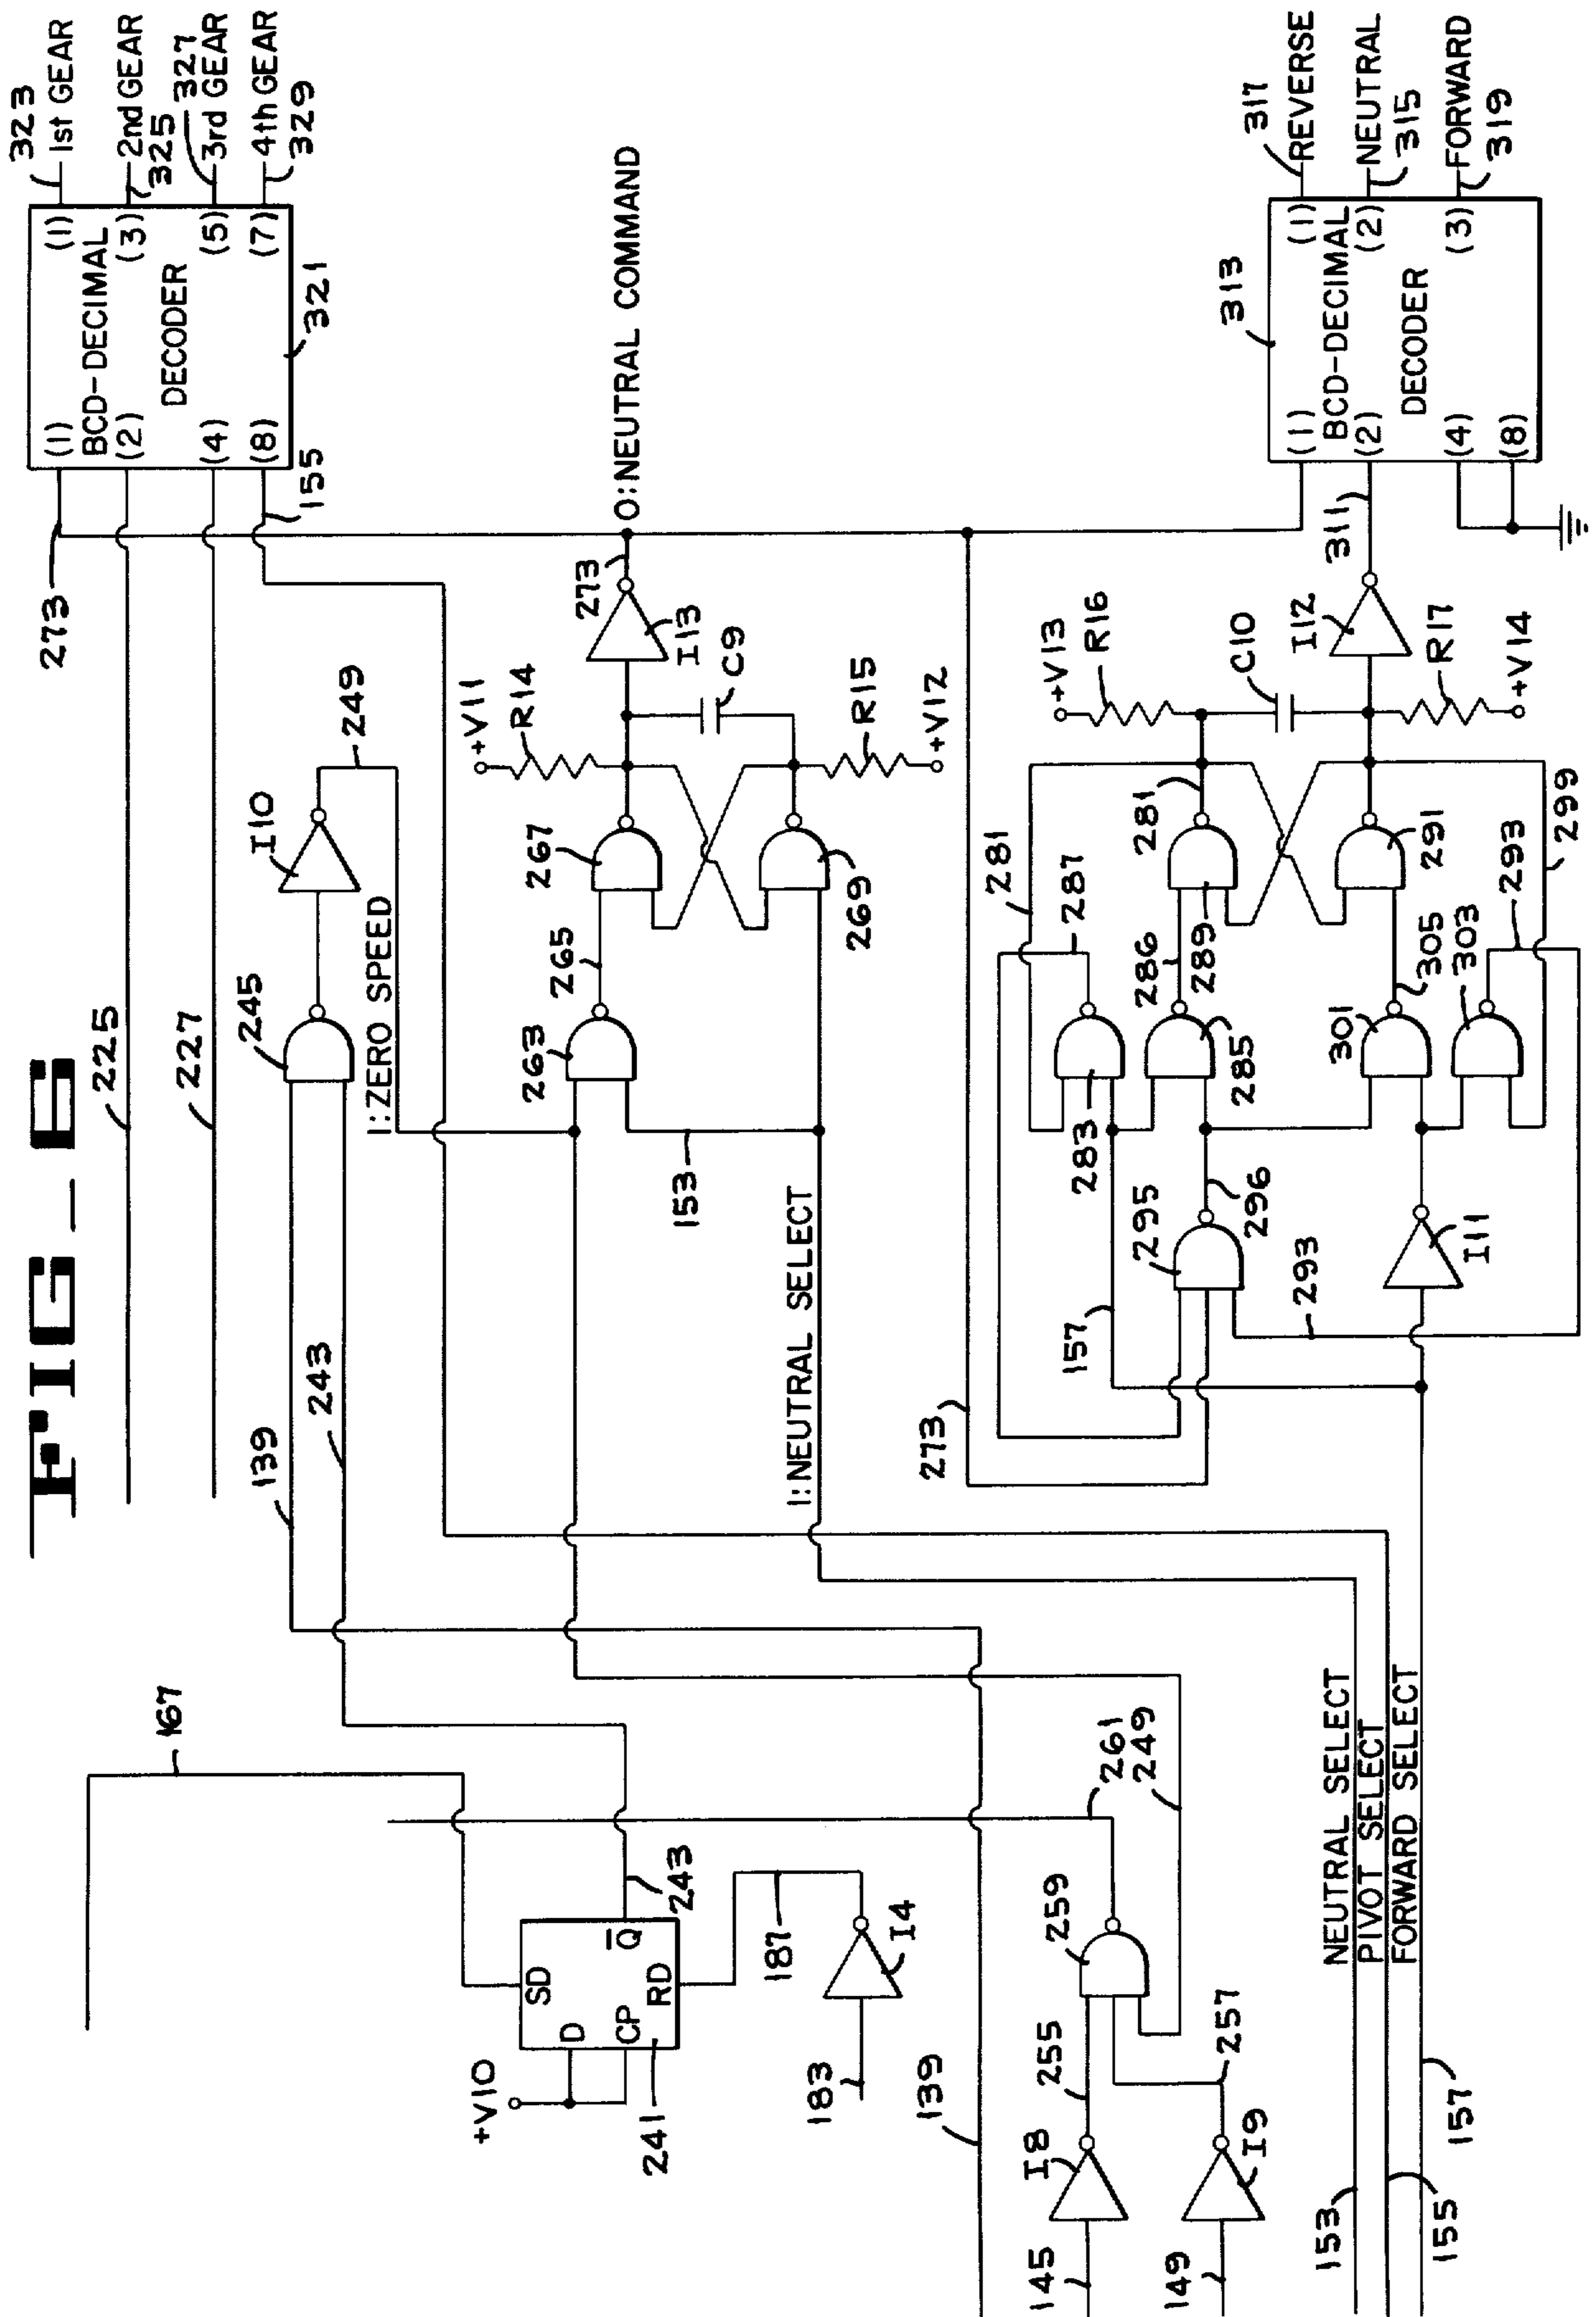 FIG_6
323
1st GEAR
(1)
(1)
BCD-DECIMAL
2nd GEAR
325
(2)
(3)
DECODER
327
3rd GEAR
(4)
(5)
4th GEAR
329
(8)
(7)
155
321
273
225
227
139
243
245
I10
249
1:ZERO SPEED
167
+V11
R14
273
0:NEUTRAL COMMAND
I13
C9
R15
+V12
263
265
267
269
153
1:NEUTRAL SELECT
+V10
D
SD
CP
Q
RD
241
243
187
183
I4
139
145
I8
255
149
I9
257
259
261
249
273
281
287
283
281
286
289
285
157
295
296
293
301
305
303
291
293
299
I11
+V13
R16
C10
I12
R17
+V14
311
313
(1)
(1)
BCD-DECIMAL
(2)
(2)
DECODER
(4)
(3)
(8)
317
REVERSE
NEUTRAL
315
FORWARD
319
NEUTRAL SELECT
PIVOT SELECT
FORWARD SELECT
153
155
157